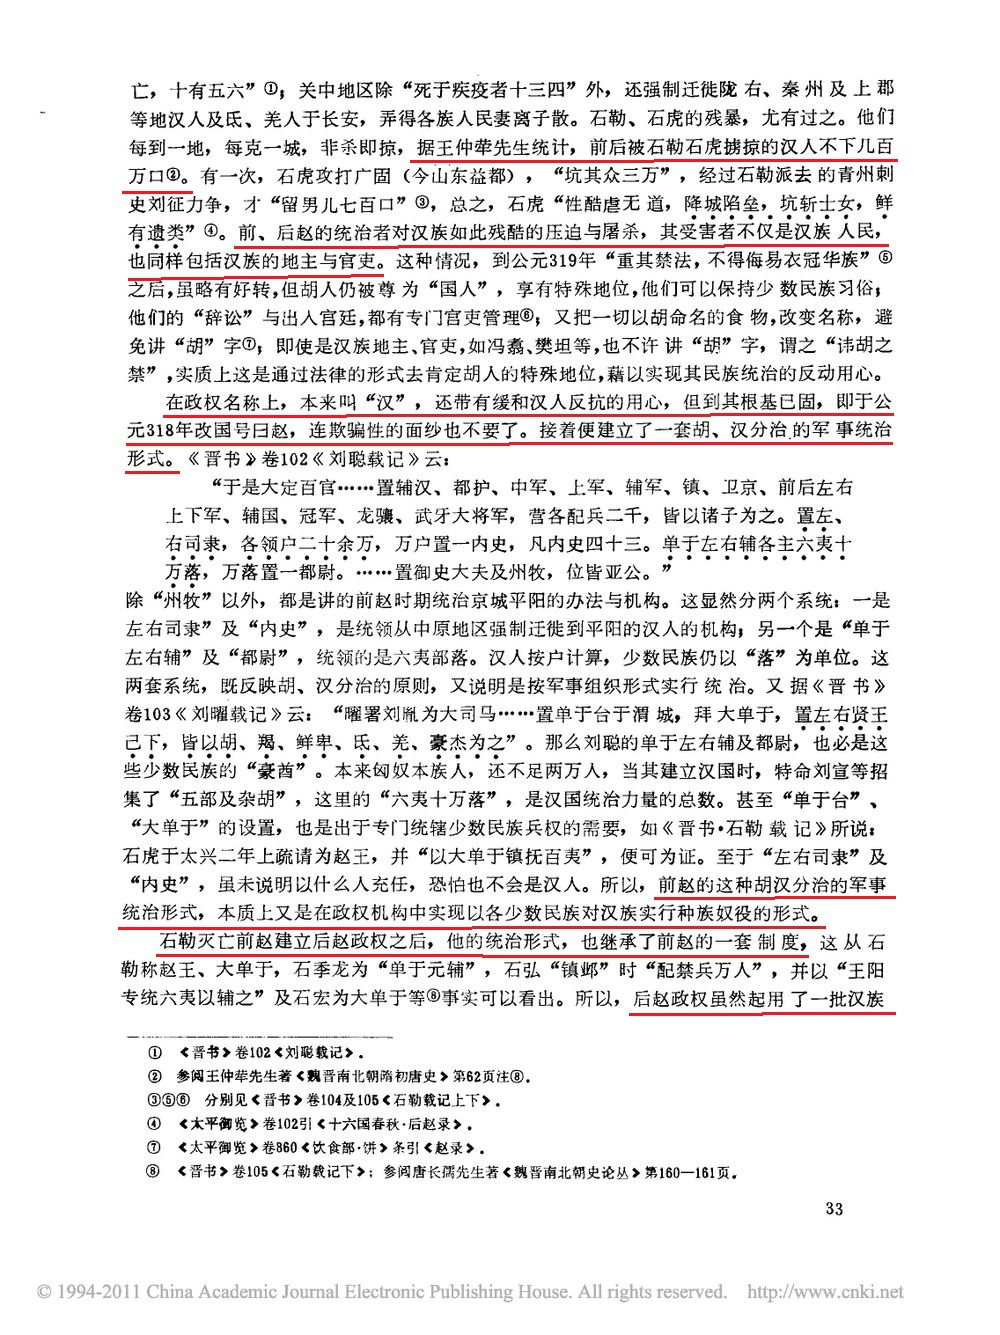 亡，十有五六”①；关中地区除“死于疾疫者十三四”外，还强制迁徙陇右、秦州及上郡
等地汉人及氐、羌人于长安，弄得各族人民妻离子散。石勒、石虎的残暴，尤有过之。他们
每到一地，每克一城，非杀即掠，据王仲荦先生统计，前后被石勒石虎掳掠的汉人不下几百
万口②。有一次，石虎攻打广固（今山东益都），“坑其众三万”，经过石勒派去的青州刺
史刘征力争，才“留男儿七百口”③，总之，石虎“性酷虐无道，降城陷垒，坑斩士女，鲜
有遗类”④。前、后赵的统治者对汉族如此残酷的压迫与屠杀，其受害者不仅是汉族人民，
也同样包括汉族的地主与官吏。这种情况，到公元319年“重其禁法，不得侮易衣冠华族”⑤
之后，虽略有好转，但胡人仍被尊为“国人”，享有特殊地位，他们可以保持少数民族习俗；
他们的“辞讼”与出入宫廷，都有专门官吏管理⑥；又把一切以胡命名的食物，改变名称，避
免讲“胡”字⑦；即使是汉族地主、官吏，如冯翥、樊坦等，也不许讲“胡”字，谓之“讳胡之
禁”，实质上这是通过法律的形式去肯定胡人的特殊地位，藉以实现其民族统治的反动用心。
在政权名称上，本来叫“汉”，还带有缓和汉人反抗的用心，但到其根基已固，即于公
元318年改国号曰赵，连欺骗性的面纱也不要了。接着便建立了一套胡、汉分治的军事统治
形式。《晋书》卷102《刘聪载记》云：
“于是大定百官……置辅汉、都护、中军、上军、辅军、镇、卫京、前后左右
上下军、辅国、冠军、龙骧、武牙大将军，营各配兵二千，皆以诸子为之。置左、
右司隶，各领户二十余万，万户置一内史，凡内史四十三。单于左右辅各主六夷十
万落，万落置一都尉。……置御史大夫及州牧，位皆亚公。”
除“州牧”以外，都是讲的前赵时期统治京城平阳的办法与机构。这显然分两个系统：一是
左右司隶”及“内史”，是统领从中原地区强制迁徙到平阳的汉人的机构；另一个是“单于
左右辅”及“都尉”，统领的是六夷部落。汉人按户计算，少数民族仍以“落”为单位。这
两套系统，既反映胡、汉分治的原则，又说明是按军事组织形式实行统治。又据《晋书》
卷103《刘曜载记》云：“曜署刘胤为大司马……置单于台于渭城，拜大单于，置左右贤王
己下，皆以胡、羯、鲜卑、氐、羌、豪杰为之”。那么刘聪的单于左右辅及都尉，也必是这
些少数民族的“豪酋”。本来匈奴本族人，还不足两万人，当其建立汉国时，特命刘宣等招
集了“五部及杂胡”，这里的“六夷十万落”，是汉国统治力量的总数。甚至“单于台”、
“大单于”的设置，也是出于专门统辖少数民族兵权的需要，如《晋书·石勒载记》所说：
石虎于太兴二年上疏请为赵王，并“以大单于镇抚百夷”，便可为证。至于“左右司隶”及
“内史”，虽未说明以什么人充任，恐怕也不会是汉人。所以，前赵的这种胡汉分治的军事
统治形式，本质上又是在政权机构中实现以各少数民族对汉族实行种族奴役的形式。
石勒灭亡前赵建立后赵政权之后，他的统治形式，也继承了前赵的一套制度，这从石
勒称赵王、大单于，石季龙为“单于元辅”，石弘“镇邺”时“配禁兵万人”，并以“王阳
专统六夷以辅之”及石宏为大单于等⑧事实可以看出。所以，后赵政权虽然起用了一批汉族
① 《晋书》卷102《刘聪载记》．
② 参阅王仲荦先生著《魏晋南北朝隋初唐史》第62页注⑧．
③⑤⑥ 分别见《晋书》卷104及105《石勒载记上下》．
④ 《太平御览》卷102引《十六国春秋·后赵录》．
⑦ 《太平御览》卷860《饮食部·饼》条引《赵录》．
⑧ 《晋书》卷105《石勒载记下》；参阅唐长孺先生著《魏晋南北朝史论丛》第160—161页．
33
© 1994-2011 China Academic Journal Electronic Publishing House. All rights reserved. http://www.cnki.net